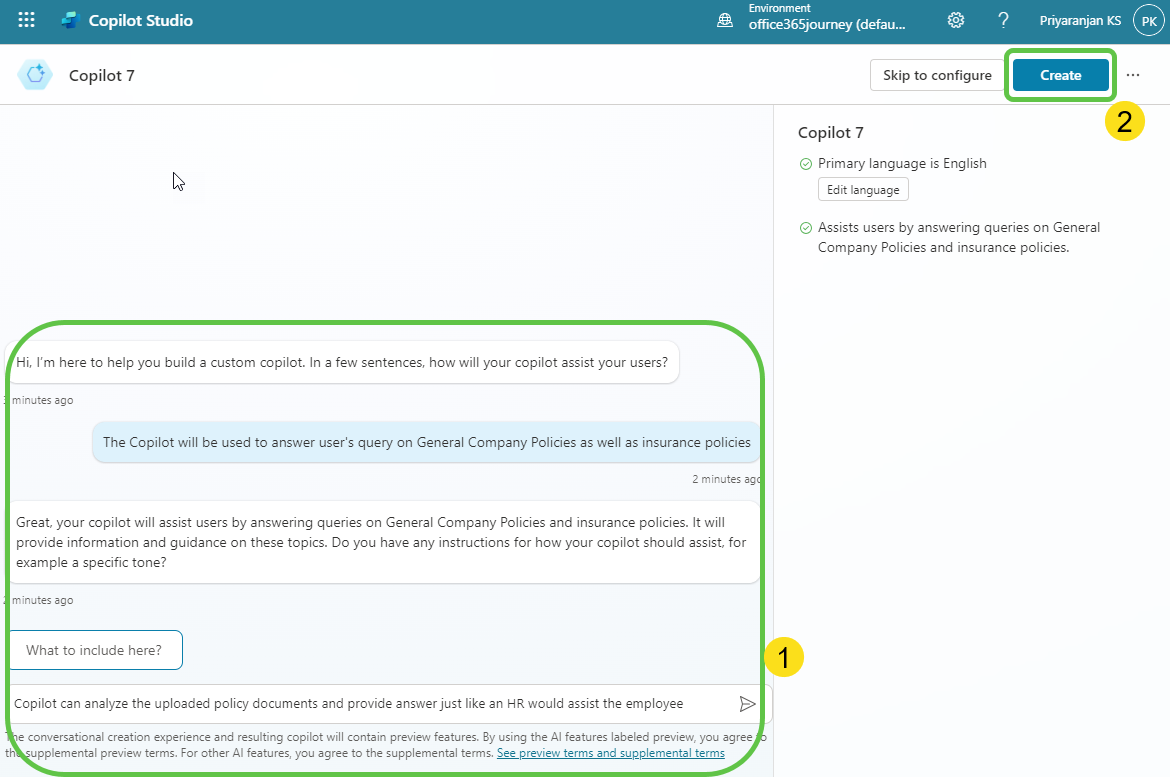 Copilot Studio
Environment
office365journey (defau...
?
Priyaranjan KS
PK
Copilot 7
Skip to configure
Create
...
2
Copilot 7
Primary language is English
Edit language
Assists users by answering queries on General
Company Policies and insurance policies.
Hi, I'm here to help you build a custom copilot. In a few sentences, how will your copilot assist your users?
minutes ago
The Copilot will be used to answer user's query on General Company Policies as well as insurance policies
2 minutes ago
Great, your copilot will assist users by answering queries on General Company Policies and insurance policies. It will
provide information and guidance on these topics. Do you have any instructions for how your copilot should assist, for
example a specific tone?
2 minutes ago
What to include here?
1
Copilot can analyze the uploaded policy documents and provide answer just like an HR would assist the employee
The conversational creation experience and resulting copilot will contain preview features. By using the AI features labeled preview, you agree to
the supplemental preview terms. For other AI features, you agree to the supplemental terms. See preview terms and supplemental terms